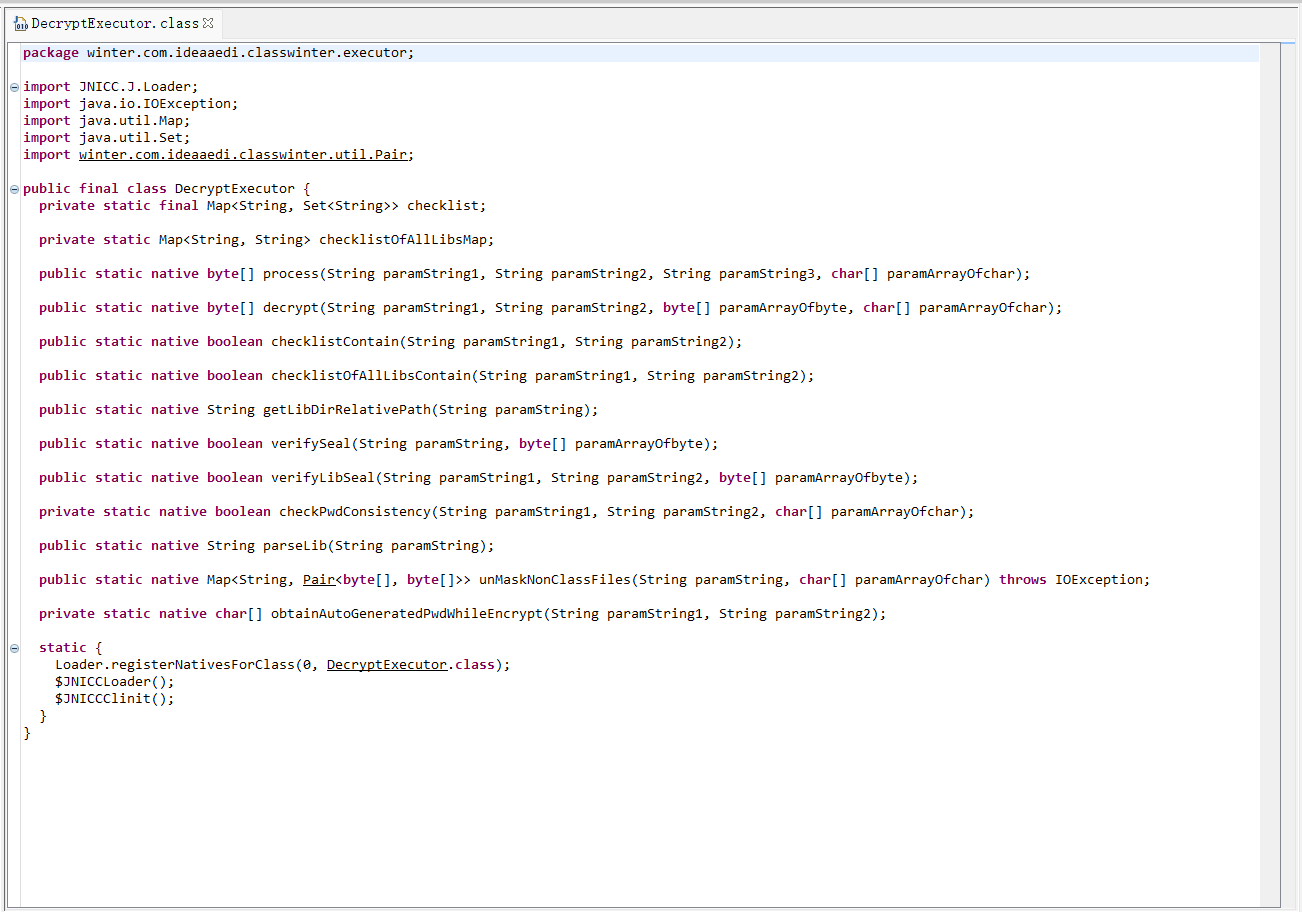 DecryptExecutor.class
package winter.com.ideaaedi.classwinter.executor;
import JNICC.J.Loader;
import java.io.IOException;
import java.util.Map;
import java.util.Set;
import winter.com.ideaaedi.classwinter.util.Pair;
public final class DecryptExecutor {
private static final Map<String, Set<String>> checklist;
private static Map<String, String> checklistOfAllLibsMap;
public static native byte[] process(String paramString1, String paramString2, String paramString3, char[] paramArrayOfchar);
public static native byte[] decrypt(String paramString1, String paramString2, byte[] paramArrayOfbyte, char[] paramArrayOfchar);
public static native boolean checklistContain(String paramString1, String paramString2);
public static native boolean checklistOfAllLibsContain(String paramString1, String paramString2);
public static native String getLibDirRelativePath(String paramString);
public static native boolean verifySeal(String paramString, byte[] paramArrayOfbyte);
public static native boolean verifyLibSeal(String paramString1, String paramString2, byte[] paramArrayOfbyte);
private static native boolean checkPwdConsistency(String paramString1, String paramString2, char[] paramArrayOfchar);
public static native String parseLib(String paramString);
public static native Map<String, Pair<byte[], byte[]>> unMaskNonClassFiles(String paramString, char[] paramArrayOfchar) throws IOException;
private static native char[] obtainAutoGeneratedPwdWhileEncrypt(String paramString1, String paramString2);
static {
Loader.registerNativesForClass(0, DecryptExecutor.class);
$JNICCLoader();
$JNICCClinit();
}
}